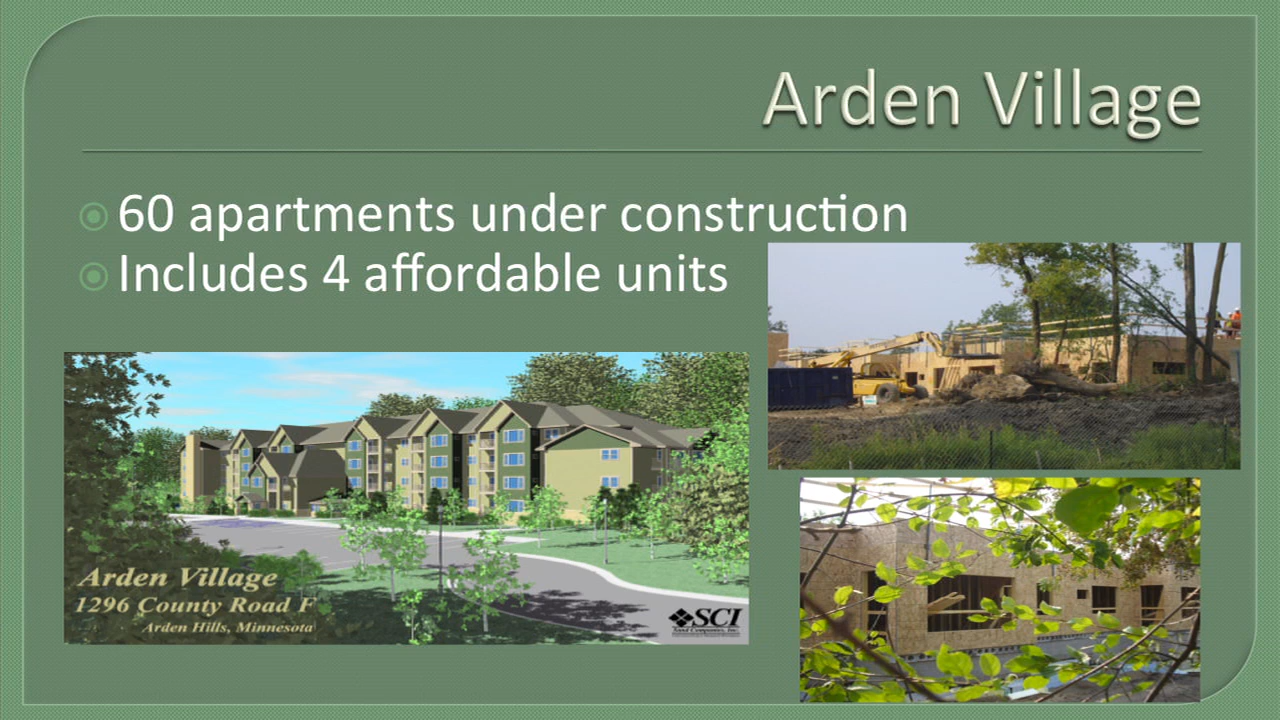 Arden Village
60 apartments under construction
Includes 4 affordable units
Arden Village
1296 County Road F
Arden Hills, Minnesota
SCI
Sand Companies, Inc.